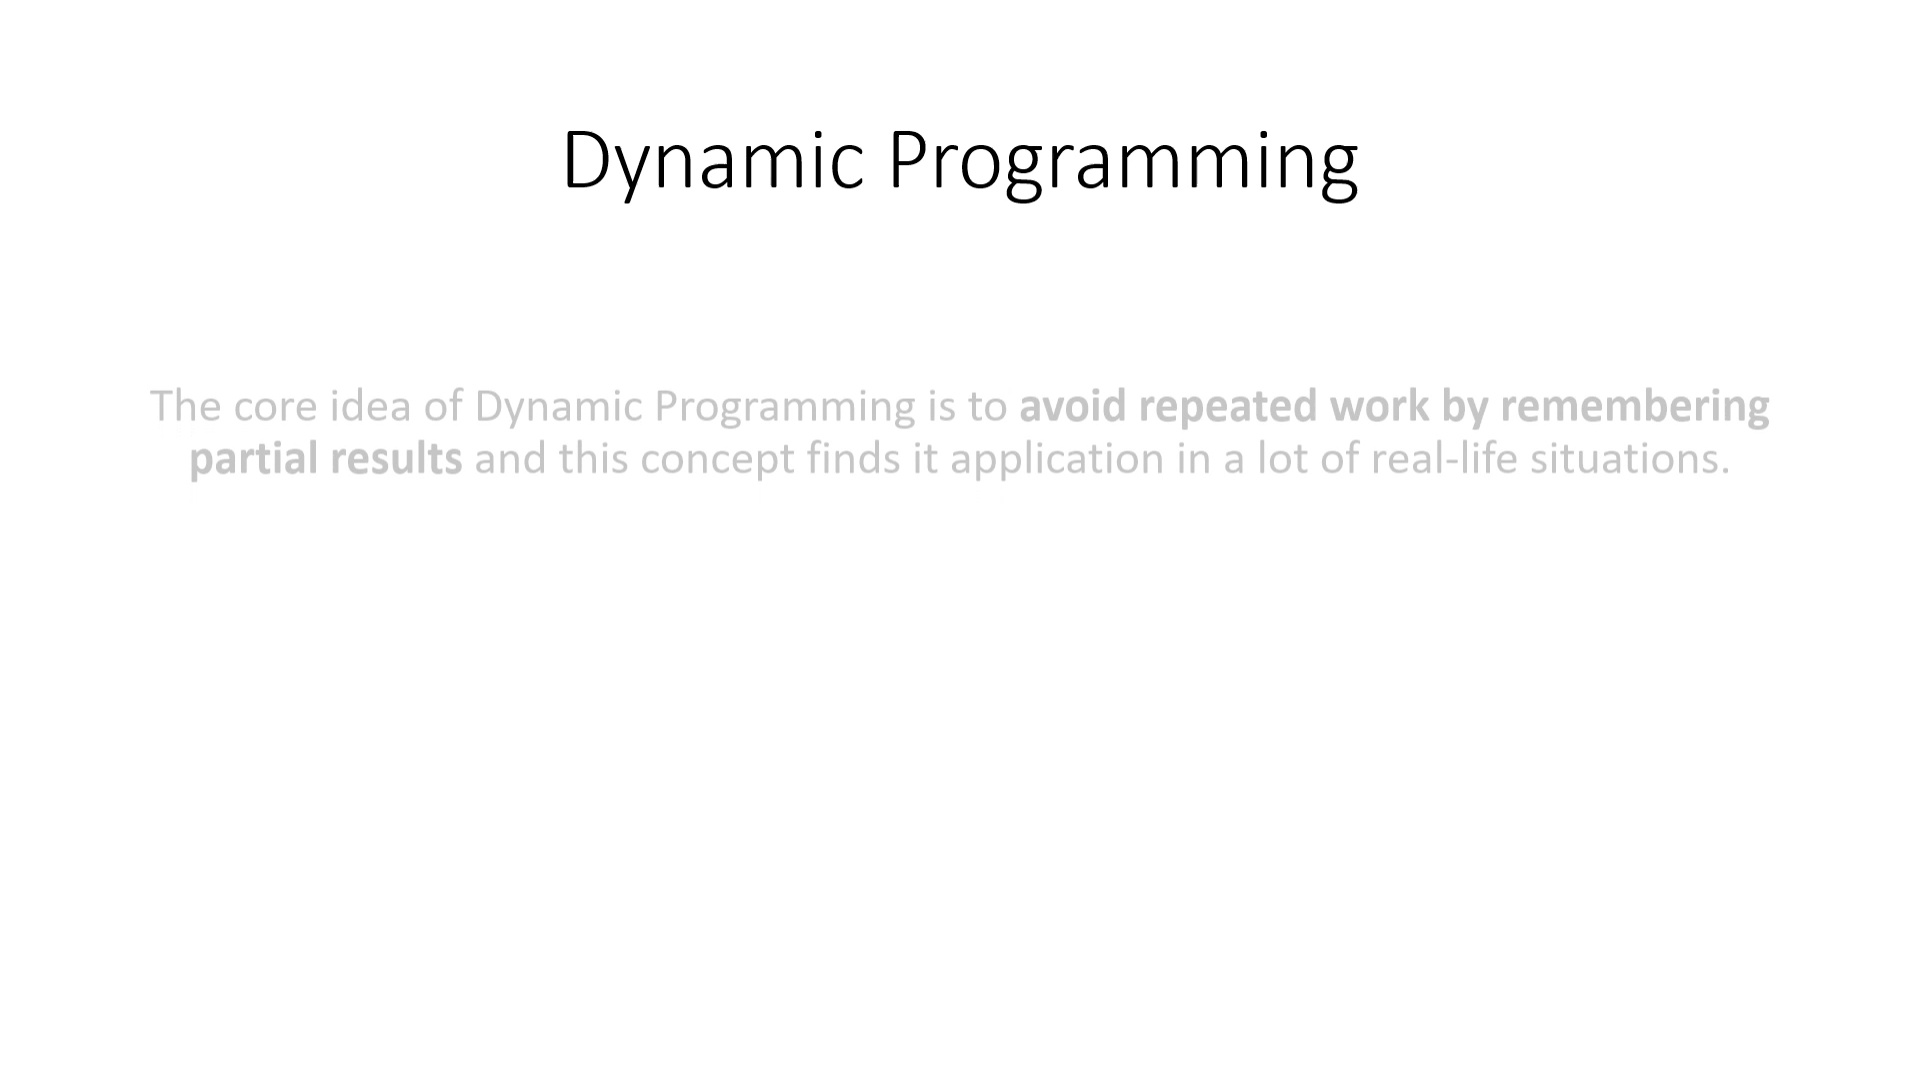 Dynamic Programming
The core idea of Dynamic Programming is to avoid repeated work by remembering
partial results and this concept finds it application in a lot of real-life situations.